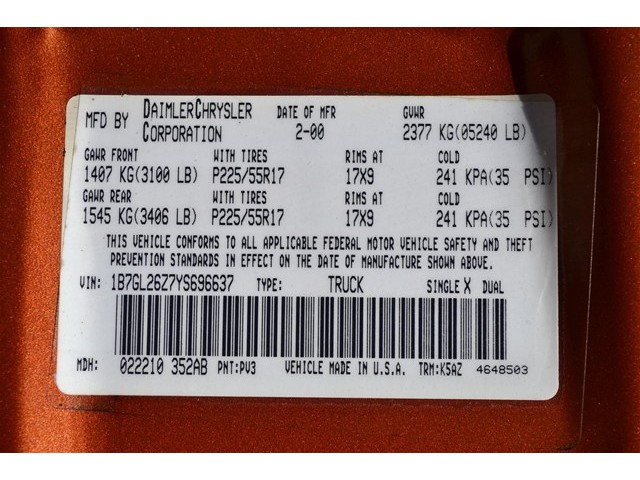 MFD BY DAIMLERCHRYSLER CORPORATION DATE OF MFR 2-00 GVWR 2377 KG(05240 LB)
GAWR FRONT WITH TIRES RIMS AT COLD
1407 KG(3100 LB) P225/55R17 17X9 241 KPA(35 PSI)
GAWR REAR WITH TIRES RIMS AT COLD
1545 KG(3406 LB) P225/55R17 17X9 241 KPA(35 PSI)
THIS VEHICLE CONFORMS TO ALL APPLICABLE FEDERAL MOTOR VEHICLE SAFETY AND THEFT
PREVENTION STANDARDS IN EFFECT ON THE DATE OF MANUFACTURE SHOWN ABOVE.
VIN: 1B7GL26Z7YS696637 TYPE: TRUCK SINGLE X DUAL
MDH: 022210 352AB PNT:PV3 VEHICLE MADE IN U.S.A. TRM:K5AZ 4648503